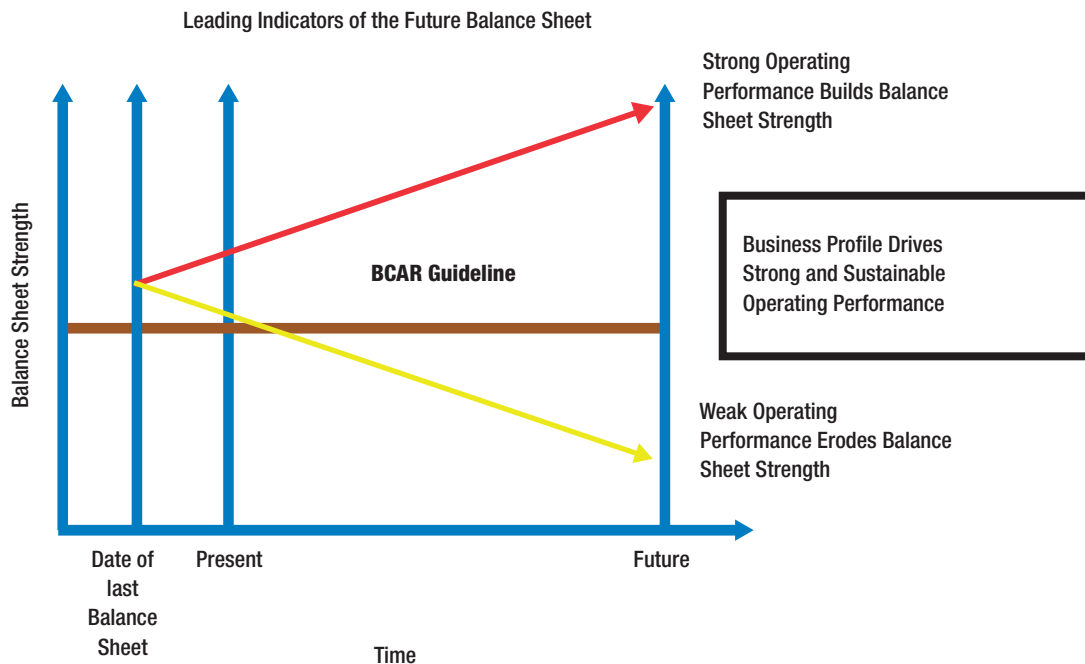 Leading Indicators of the Future Balance Sheet
Strong Operating
Performance Builds Balance
Sheet Strength
Balance Sheet Strength
BCAR Guideline
Business Profile Drives
Strong and Sustainable
Operating Performance
Weak Operating
Performance Erodes Balance
Sheet Strength
Date of
last
Balance
Sheet
Present
Future
Time